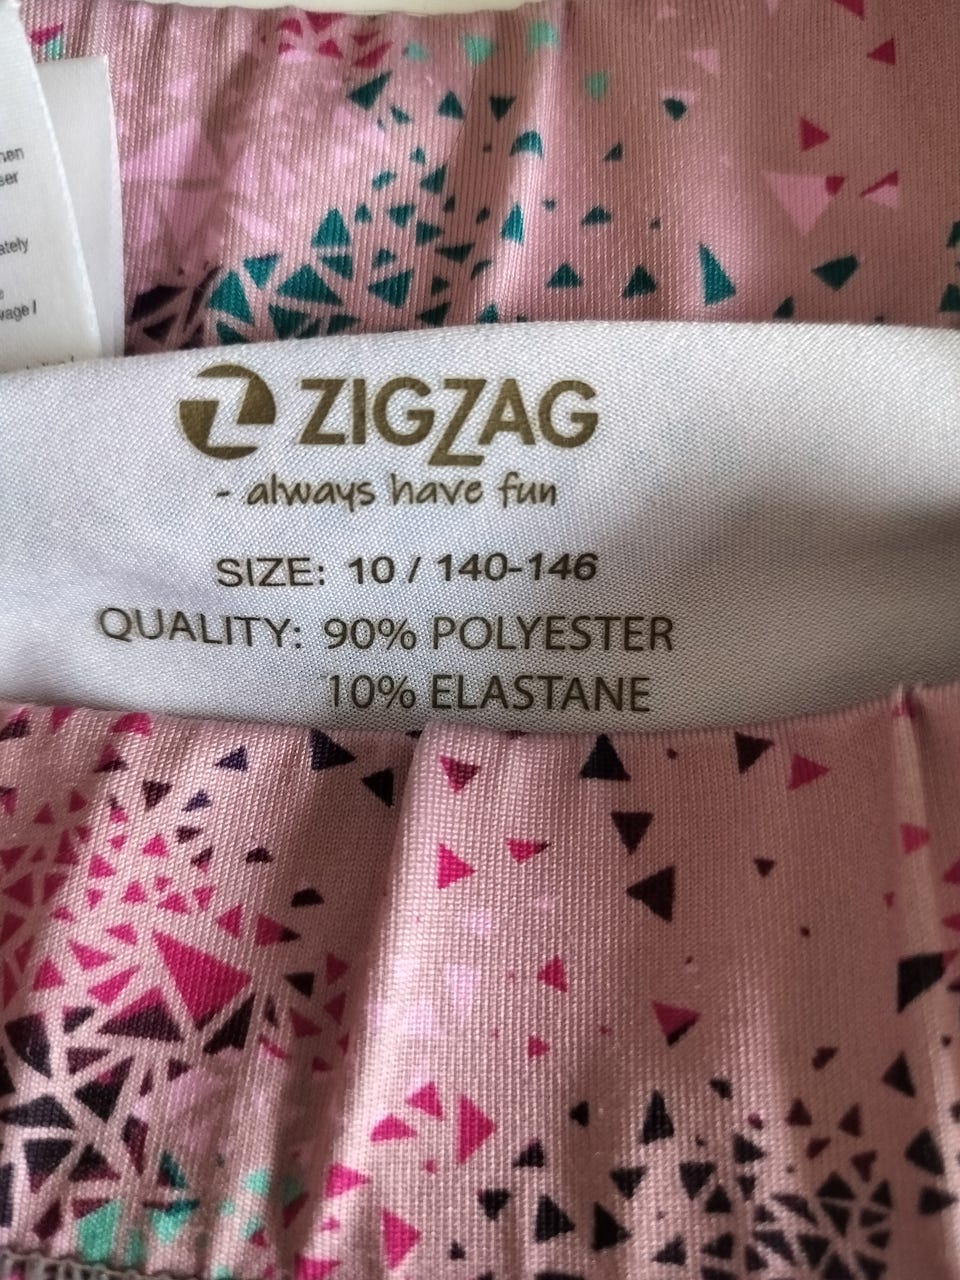 ZIGZAG
- always have fun
SIZE: 10 / 140-146
QUALITY: 90% POLYESTER
10% ELASTANE